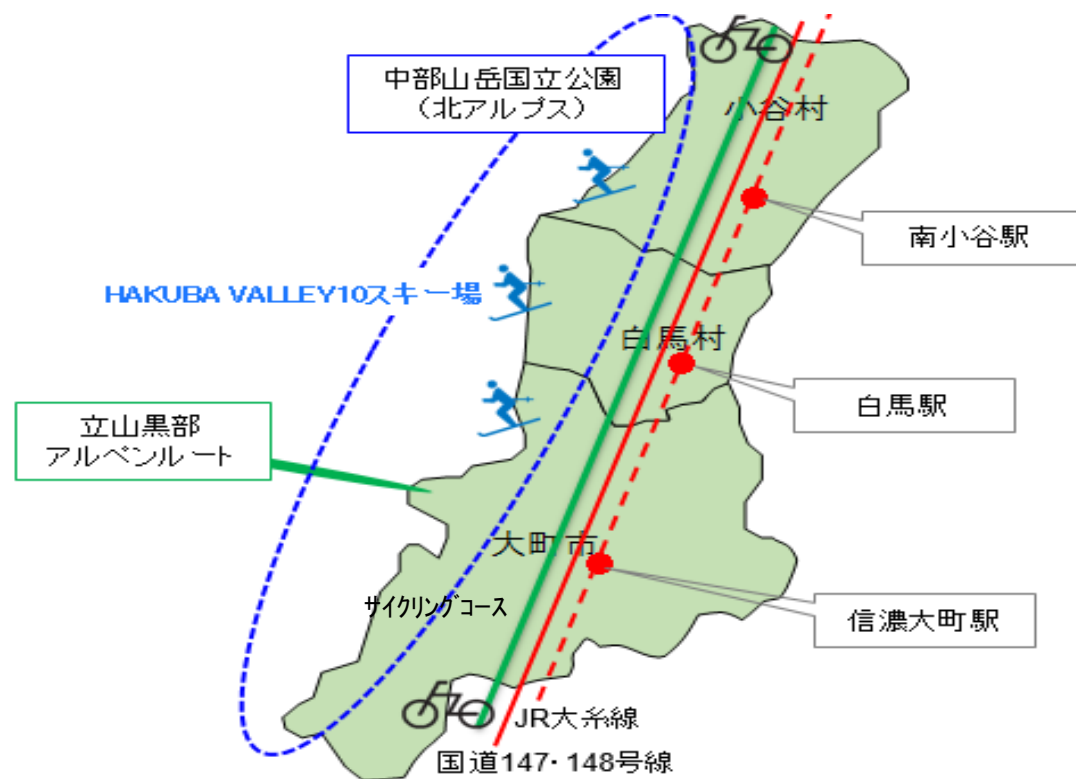 中部山岳国立公園
（北アルプス）
小谷村
南小谷駅
HAKUBA VALLEY10スキー場
白馬村
白馬駅
立山黒部
アルペンルート
大町市
サイクリングコース
信濃大町駅
JR大糸線
国道147・148号線